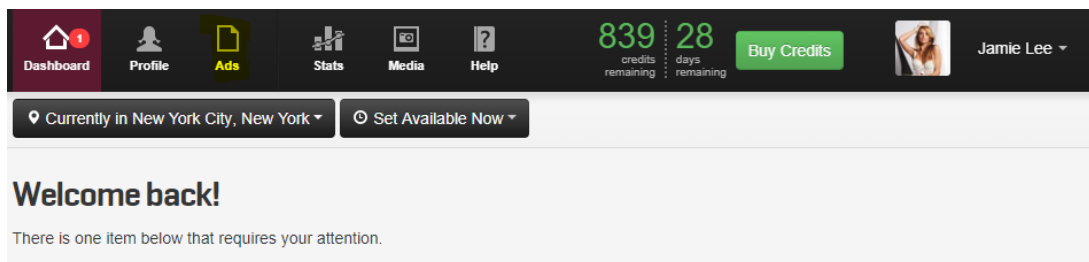 1
Dashboard
Profile
Ads
Stats
Media
?
Help
839
credits
remaining
28
days
remaining
Buy Credits
Jamie Lee
Currently in New York City, New York
Set Available Now
Welcome back!
There is one item below that requires your attention.